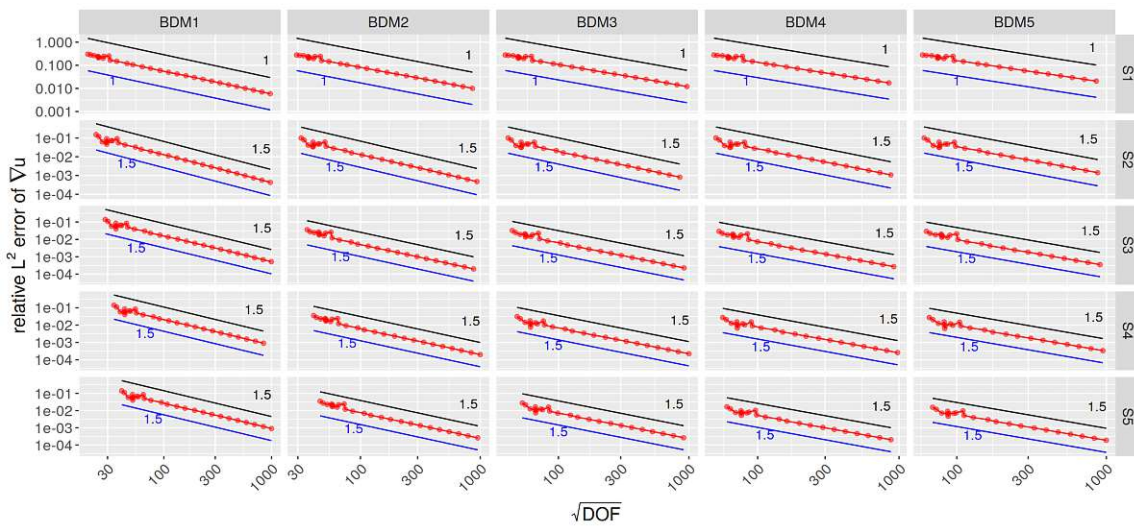 BDM1 BDM2 BDM3 BDM4 BDM5
relative L² error of ∇u
1.000
0.100
0.010
0.001
1 1 1 1 1
1 1 1 1 1
S1
1e-01
1e-02
1e-03
1e-04
1.5 1.5 1.5 1.5 1.5
1.5 1.5 1.5 1.5 1.5
S2
1e-01
1e-02
1e-03
1e-04
1.5 1.5 1.5 1.5 1.5
1.5 1.5 1.5 1.5 1.5
S3
1e-01
1e-02
1e-03
1e-04
1.5 1.5 1.5 1.5 1.5
1.5 1.5 1.5 1.5 1.5
S4
1e-01
1e-02
1e-03
1e-04
1.5 1.5 1.5 1.5 1.5
1.5 1.5 1.5 1.5 1.5
S5
30 100 300 1000 30 100 300 1000 100 300 1000 100 300 1000 100 300 1000
√DOF